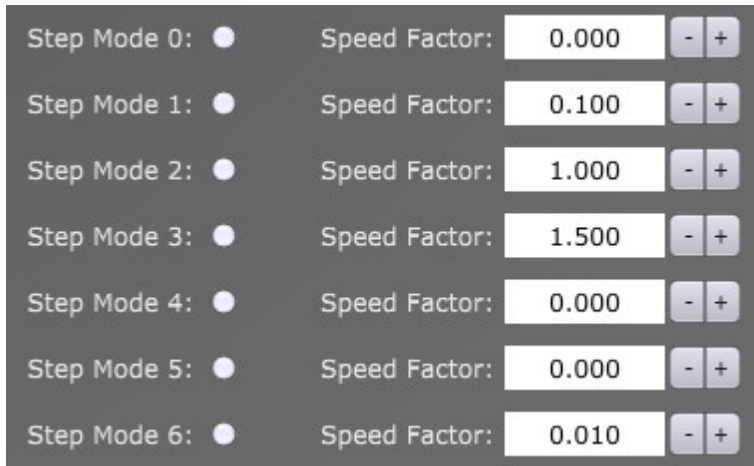 Step Mode 0: Speed Factor: 0.000 - +
Step Mode 1: Speed Factor: 0.100 - +
Step Mode 2: Speed Factor: 1.000 - +
Step Mode 3: Speed Factor: 1.500 - +
Step Mode 4: Speed Factor: 0.000 - +
Step Mode 5: Speed Factor: 0.000 - +
Step Mode 6: Speed Factor: 0.010 - +